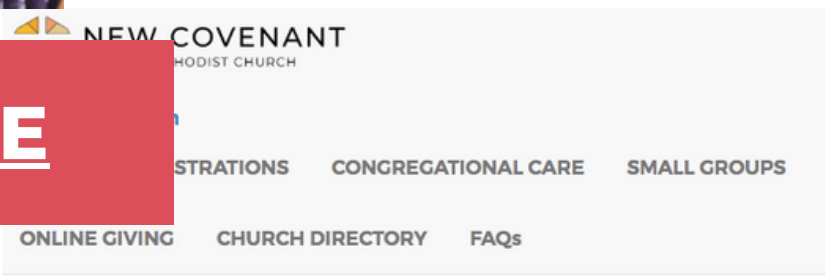 NEW COVENANT
HODIST CHURCH
E
STRATIONS CONGREGATIONAL CARE SMALL GROUPS
ONLINE GIVING CHURCH DIRECTORY FAQs